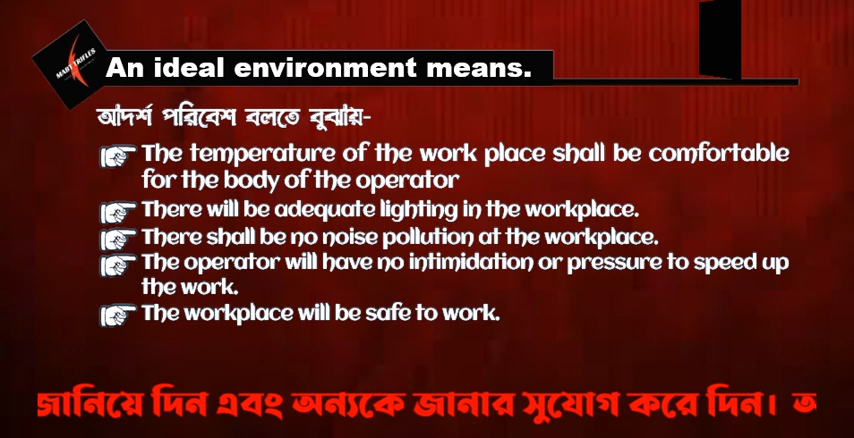 MART TRIFLES
An ideal environment means.
আদর্শ পরিবেশ বলতে বুঝায়-
The temperature of the work place shall be comfortable
for the body of the operator
There will be adequate lighting in the workplace.
There shall be no noise pollution at the workplace.
The operator will have no intimidation or pressure to speed up
the work.
The workplace will be safe to work.
জানিয়ে দিন এবং অন্যকে জানার সুযোগ করে দিন।